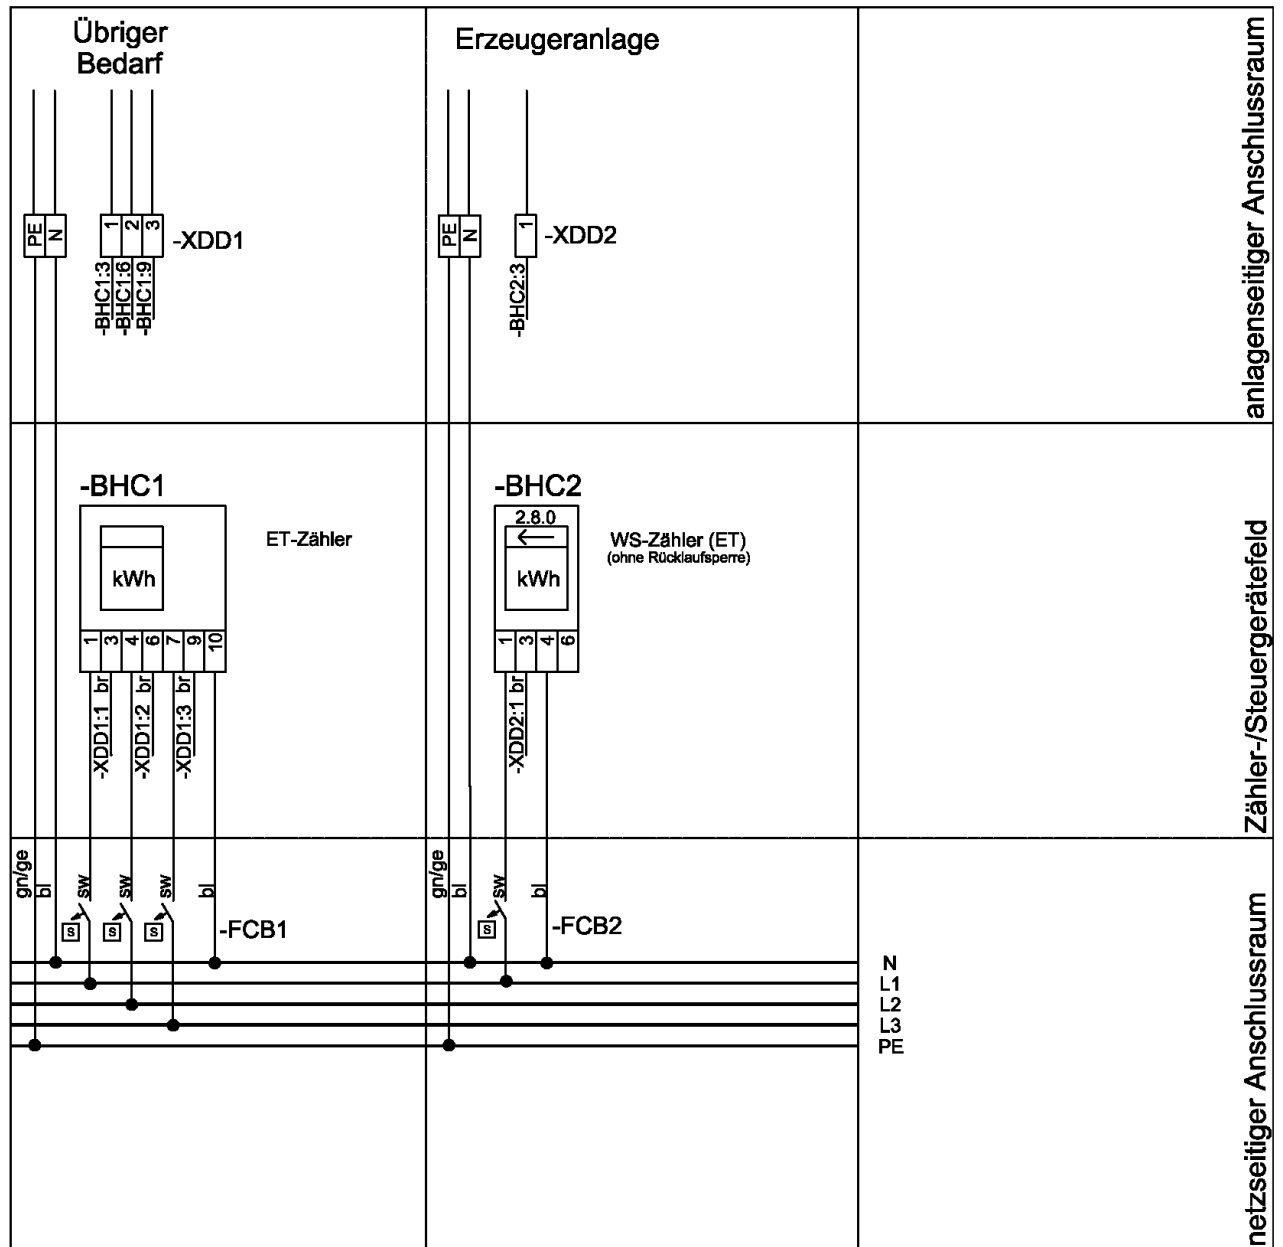 Übriger
Bedarf
Erzeugeranlage
anlagenseitiger Anschlussraum
PE
N
1
2
3
-XDD1
-BHC1:3
-BHC1:6
-BHC1:9
PE
N
1
-XDD2
-BHC2:3
-BHC1
kWh
ET-Zähler
1
3
4
6
7
9
10
-XDD1:1 br
-XDD1:2 br
-XDD1:3 br
-BHC2
2.8.0
kWh
WS-Zähler (ET)
(ohne Rücklaufsperre)
1
3
4
6
-XDD2:1 br
Zähler-/Steuergerätefeld
gn/ge
bl
sw
sw
sw
bl
S
S
S
-FCB1
gn/ge
bl
sw
bl
S
-FCB2
N
L1
L2
L3
PE
netzseitiger Anschlussraum